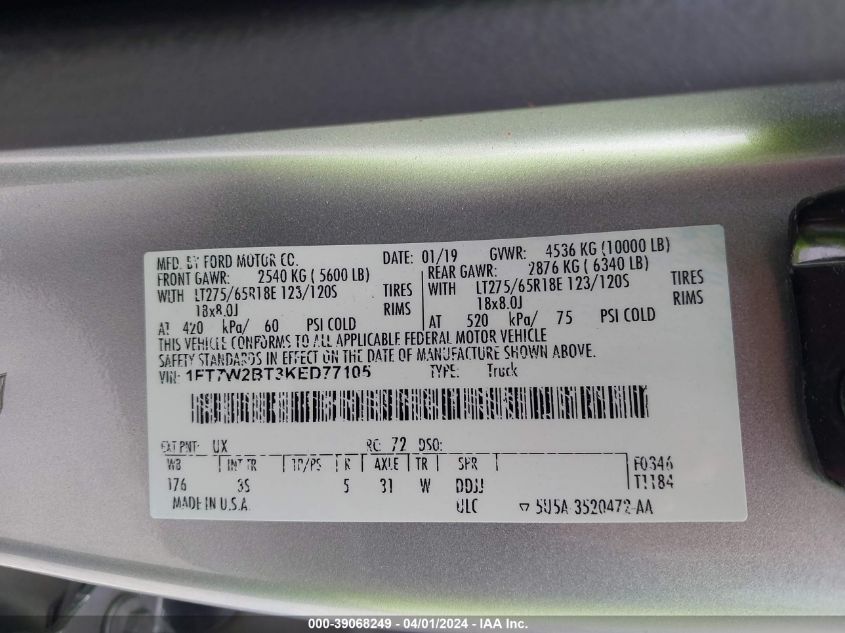 MFD. BY FORD MOTOR CO. DATE: 01/19 GVWR: 4536 KG (10000 LB)
FRONT GAWR: 2540 KG ( 5600 LB) REAR GAWR: 2876 KG ( 6340 LB)
WITH LT275/65R18E 123/120S TIRES WITH LT275/65R18E 123/120S TIRES
18x8.0J RIMS 18x8.0J RIMS
AT 420 kPa/ 60 PSI COLD AT 520 kPa/ 75 PSI COLD
THIS VEHICLE CONFORMS TO ALL APPLICABLE FEDERAL MOTOR VEHICLE
SAFETY STANDARDS IN EFFECT ON THE DATE OF MANUFACTURE SHOWN ABOVE.
VIN: 1FT7W2BT3KED77105 TYPE: Truck
EXT PNT: UX RC: 72 DSO:
WB INT TR TP/PS R AXLE TR SPR F0346
176 3S 5 31 W DDJJ T1184
MADE IN U.S.A. ULC 5U5A-3520472-AA
000-39068249 - 04/01/2024 - IAA Inc.